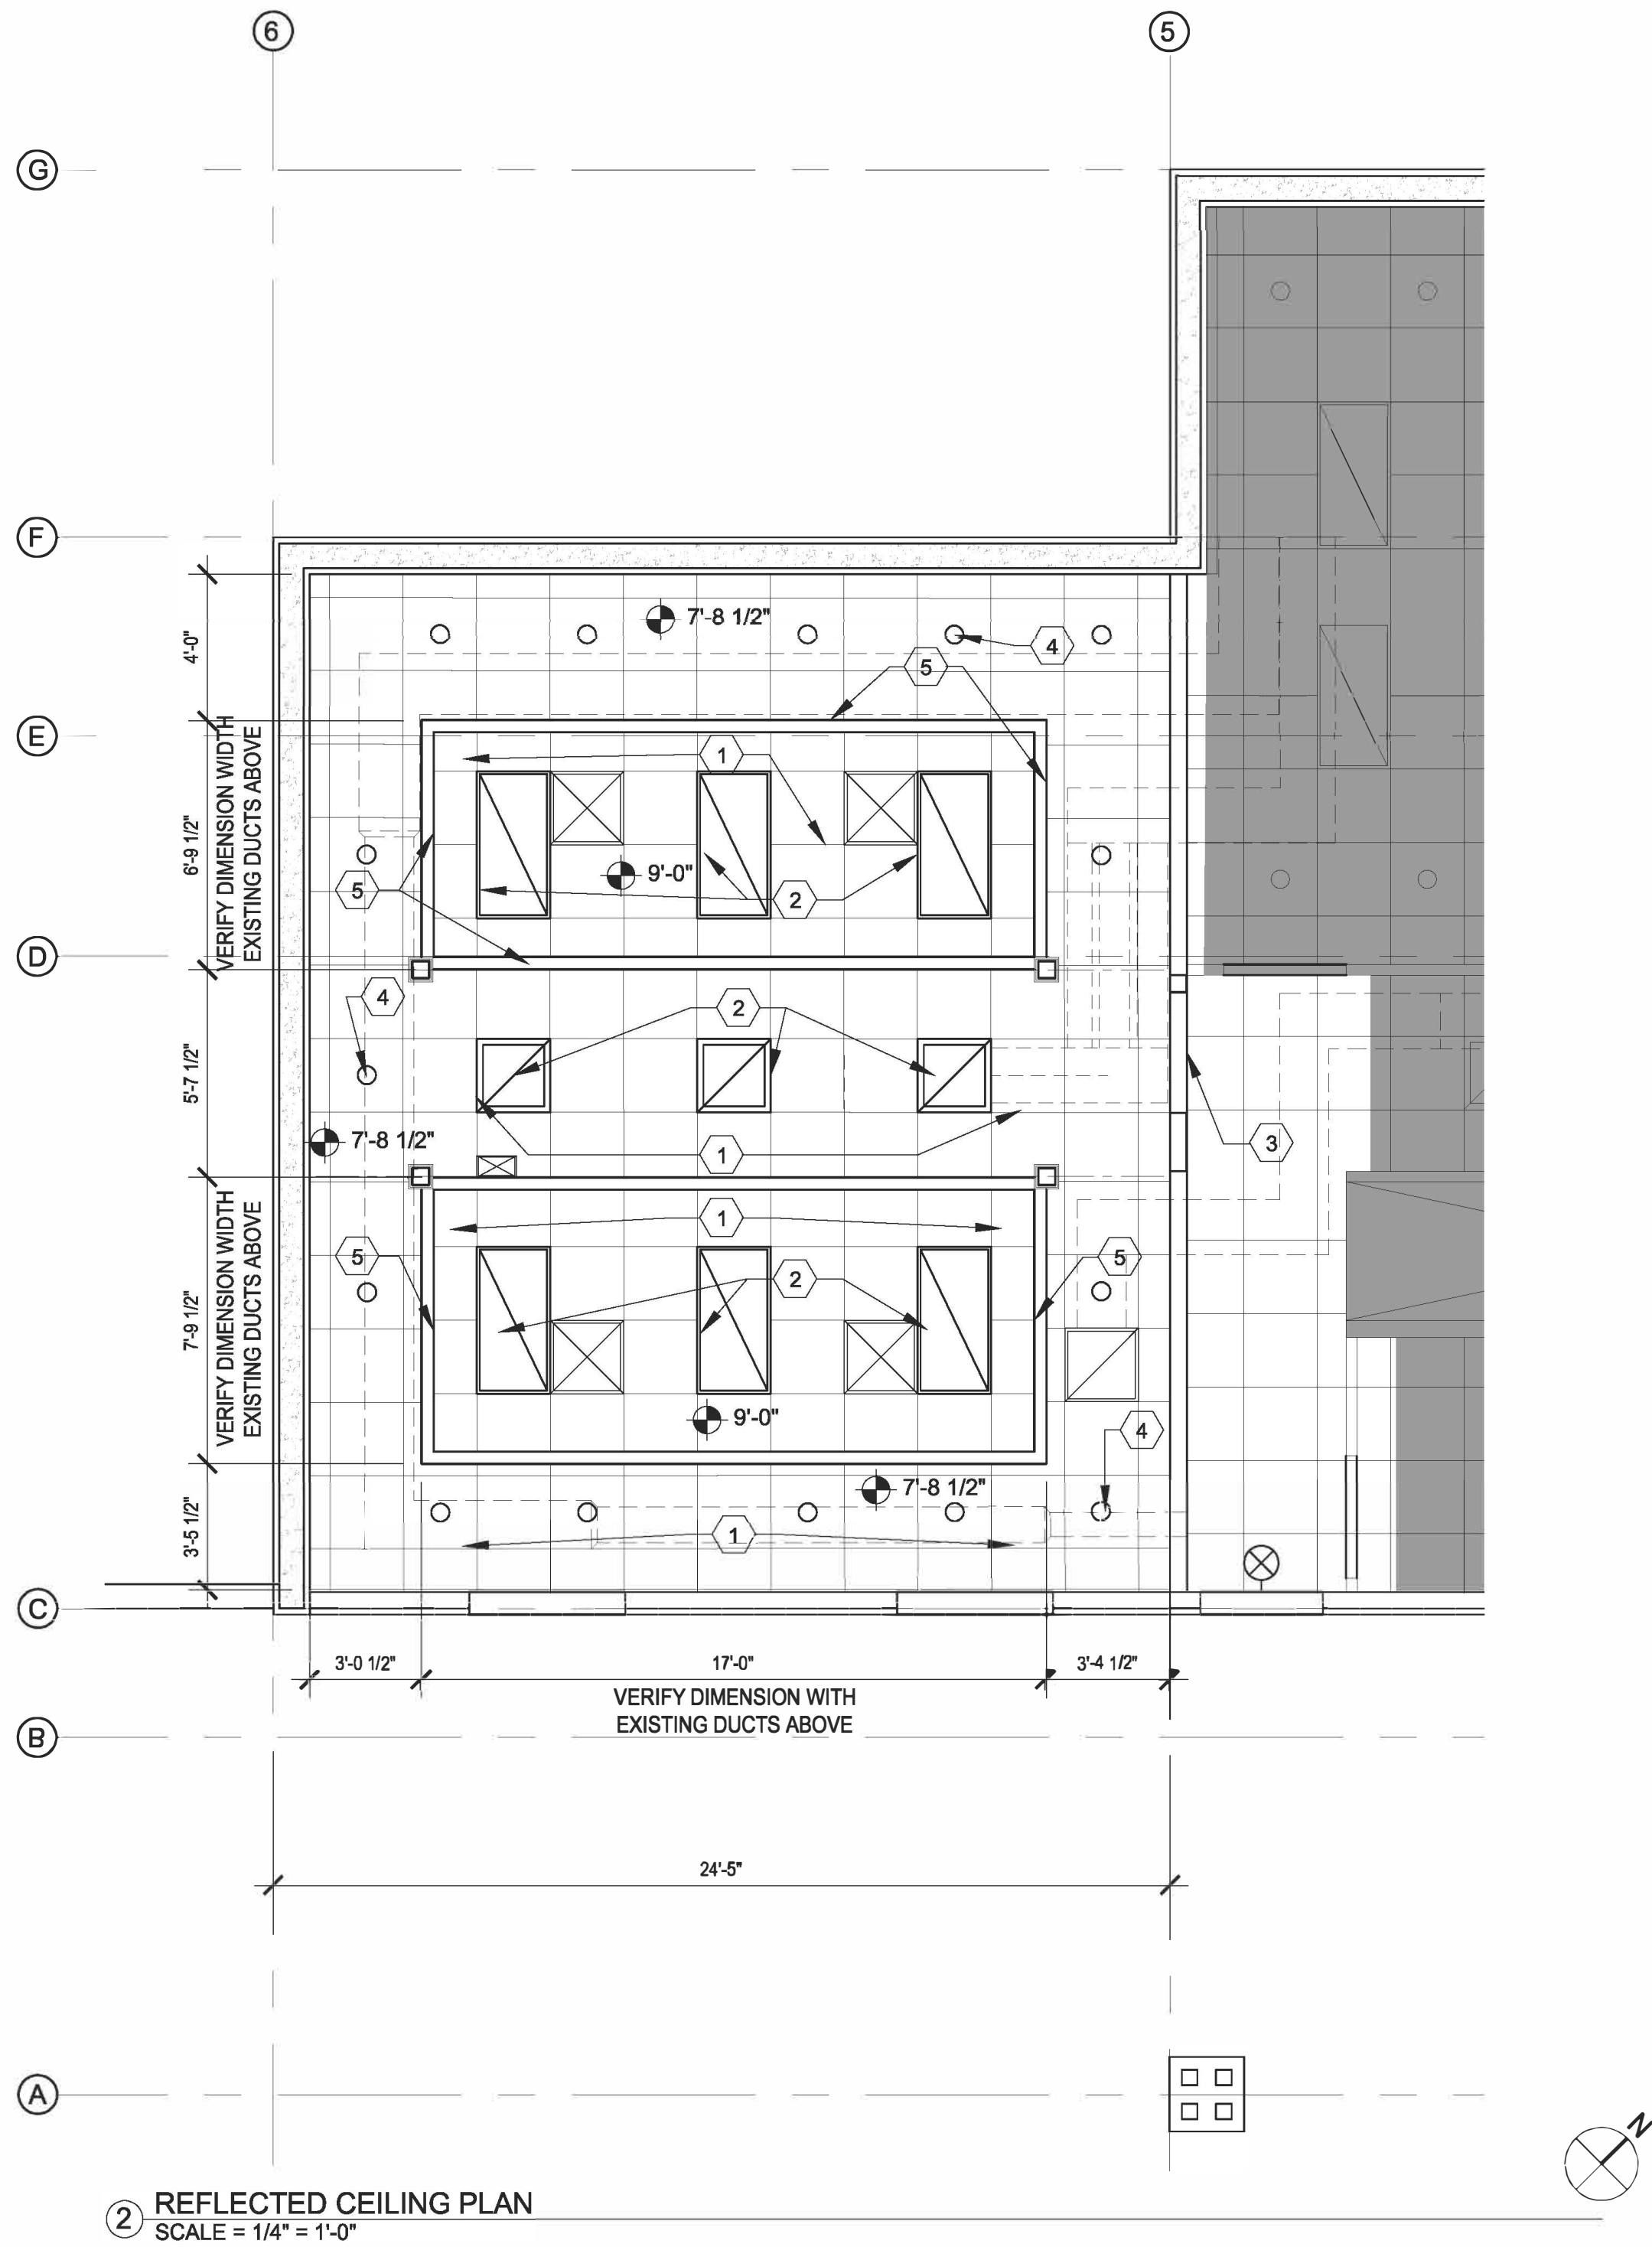 6
5
G
F
7'-8 1/2"
4
5
4'-0"
E
1
VERIFY DIMENSION WIDTH
EXISTING DUCTS ABOVE
6'-9 1/2"
9'-0"
5
2
D
4
2
5'-7 1/2"
7'-8 1/2"
1
3
1
5
5
2
VERIFY DIMENSION WIDTH
EXISTING DUCTS ABOVE
7'-9 1/2"
9'-0"
4
7'-8 1/2"
3'-5 1/2"
1
C
3'-0 1/2"
17'-0"
3'-4 1/2"
VERIFY DIMENSION WITH
EXISTING DUCTS ABOVE
B
24'-5"
A
N
2
REFLECTED CEILING PLAN
SCALE = 1/4" = 1'-0"